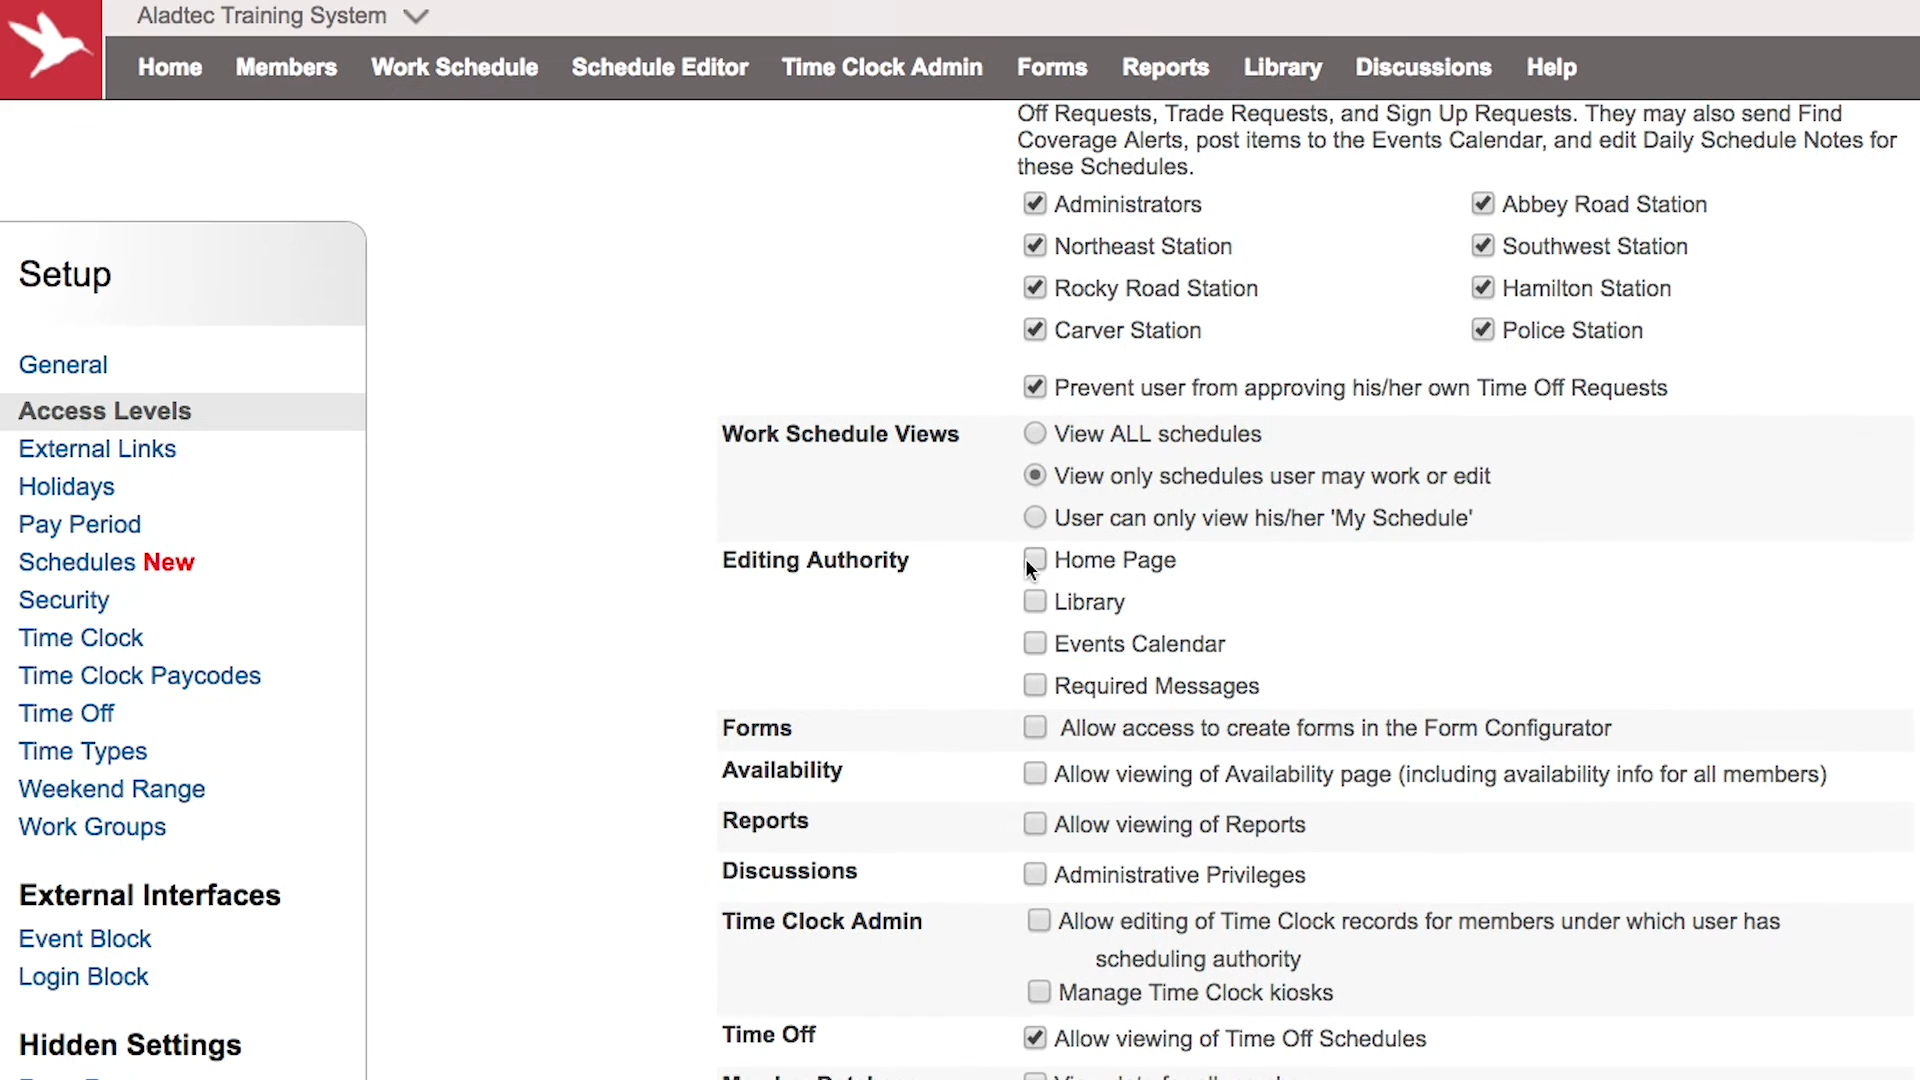 Aladtec Training System
Home Members Work Schedule Schedule Editor Time Clock Admin Forms Reports Library Discussions Help
Off Requests, Trade Requests, and Sign Up Requests. They may also send Find
Coverage Alerts, post items to the Events Calendar, and edit Daily Schedule Notes for
these Schedules.
Administrators Abbey Road Station
Northeast Station Southwest Station
Rocky Road Station Hamilton Station
Carver Station Police Station
Prevent user from approving his/her own Time Off Requests
Work Schedule Views View ALL schedules
View only schedules user may work or edit
User can only view his/her 'My Schedule'
Editing Authority Home Page
Library
Events Calendar
Required Messages
Forms Allow access to create forms in the Form Configurator
Availability Allow viewing of Availability page (including availability info for all members)
Reports Allow viewing of Reports
Discussions Administrative Privileges
Time Clock Admin Allow editing of Time Clock records for members under which user has
scheduling authority
Manage Time Clock kiosks
Time Off Allow viewing of Time Off Schedules
Setup
General
Access Levels
External Links
Holidays
Pay Period
Schedules New
Security
Time Clock
Time Clock Paycodes
Time Off
Time Types
Weekend Range
Work Groups
External Interfaces
Event Block
Login Block
Hidden Settings